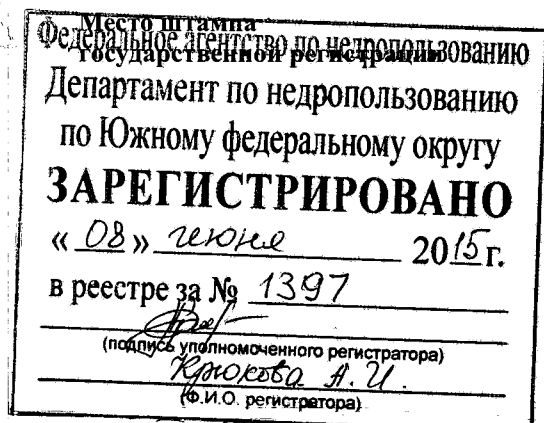 Место штампа
Федеральное агентство по недропользованию
государственной регистрации
Департамент по недропользованию
по Южному федеральному округу
ЗАРЕГИСТРИРОВАНО
« 08 » июня 2015 г.
в реестре за № 1397
(подпись уполномоченного регистратора)
Крюкова А. И.
(Ф.И.О. регистратора)